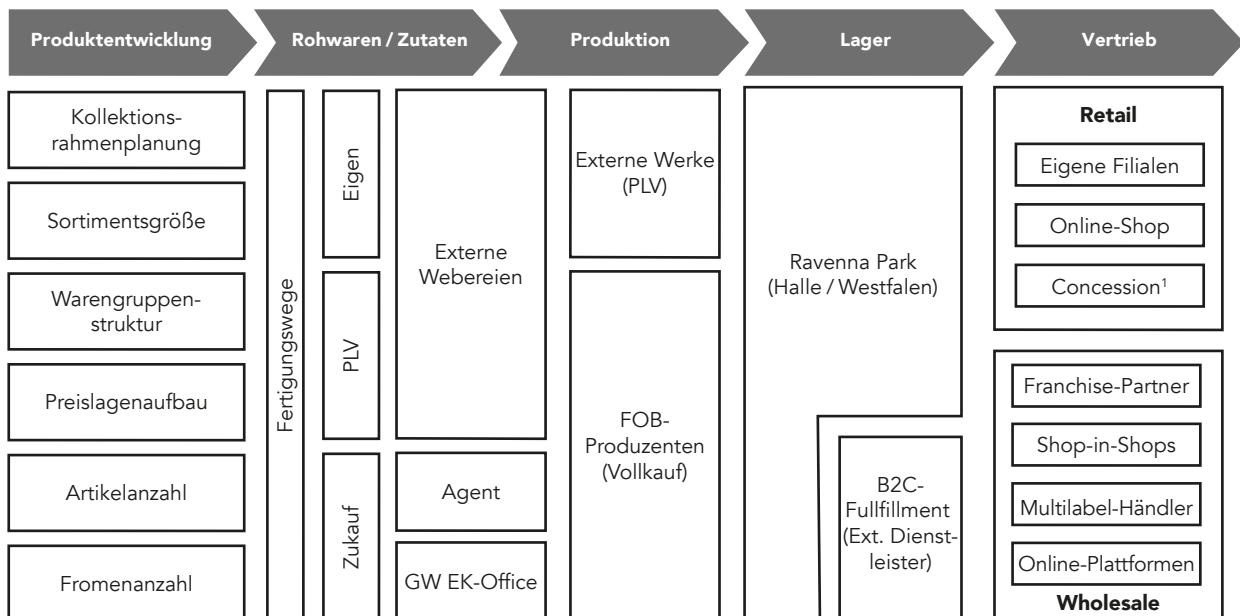 Produktentwicklung
Rohwaren / Zutaten
Produktion
Lager
Vertrieb
Kollektions-
rahmenplanung
Sortimentsgröße
Warengruppen-
struktur
Preislagenaufbau
Artikelanzahl
Fromenanzahl
Fertigungswege
Eigen
PLV
Zukauf
Externe
Webereien
Agent
GW EK-Office
Externe Werke
(PLV)
FOB-
Produzenten
(Vollkauf)
Ravenna Park
(Halle / Westfalen)
B2C-
Fullfillment
(Ext. Dienst-
leister)
Retail
Eigene Filialen
Online-Shop
Concession¹
Franchise-Partner
Shop-in-Shops
Multilabel-Händler
Online-Plattformen
Wholesale